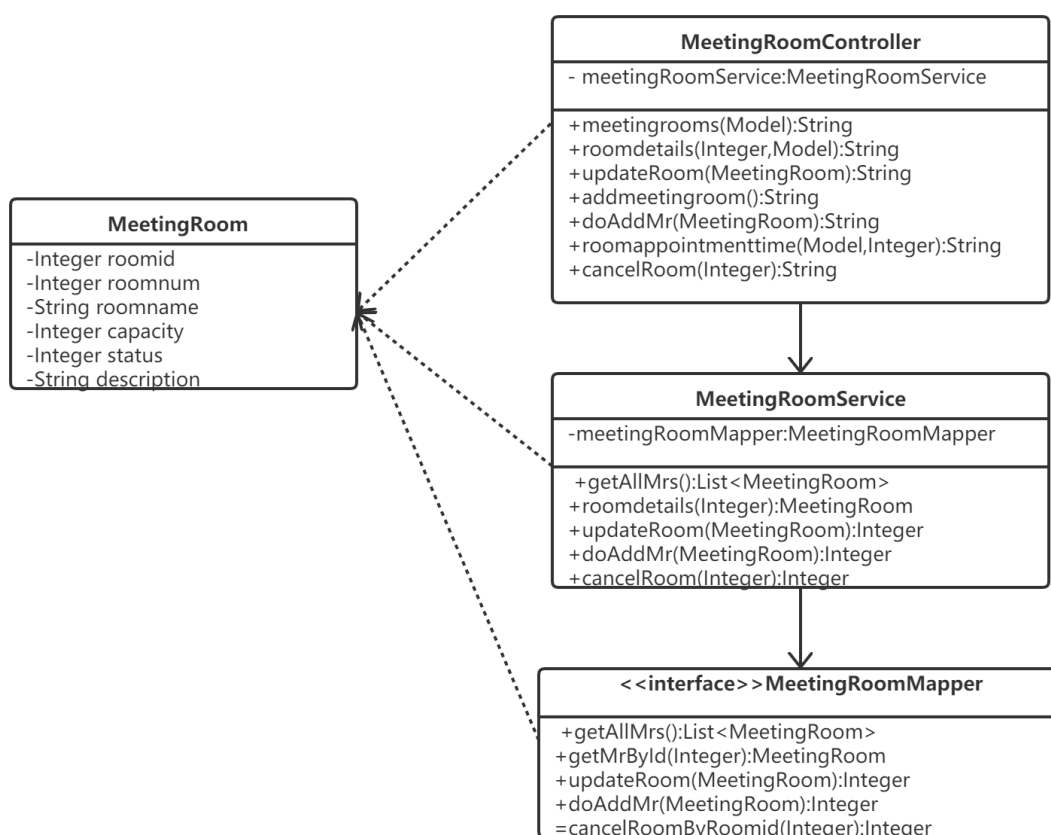 MeetingRoomController
- meetingRoomService:MeetingRoomService
+meetingrooms(Model):String
+roomdetails(Integer,Model):String
+updateRoom(MeetingRoom):String
+addmeetingroom():String
+doAddMr(MeetingRoom):String
+roomappointmenttime(Model,Integer):String
+cancelRoom(Integer):String
MeetingRoom
-Integer roomid
-Integer roomnum
-String roomname
-Integer capacity
-Integer status
-String description
MeetingRoomService
-meetingRoomMapper:MeetingRoomMapper
+getAllMrs():List<MeetingRoom>
+roomdetails(Integer):MeetingRoom
+updateRoom(MeetingRoom):Integer
+doAddMr(MeetingRoom):Integer
+cancelRoom(Integer):Integer
<<interface>>MeetingRoomMapper
+getAllMrs():List<MeetingRoom>
+getMrById(Integer):MeetingRoom
+updateRoom(MeetingRoom):Integer
+doAddMr(MeetingRoom):Integer
=cancelRoomByRoomid(Integer):Integer